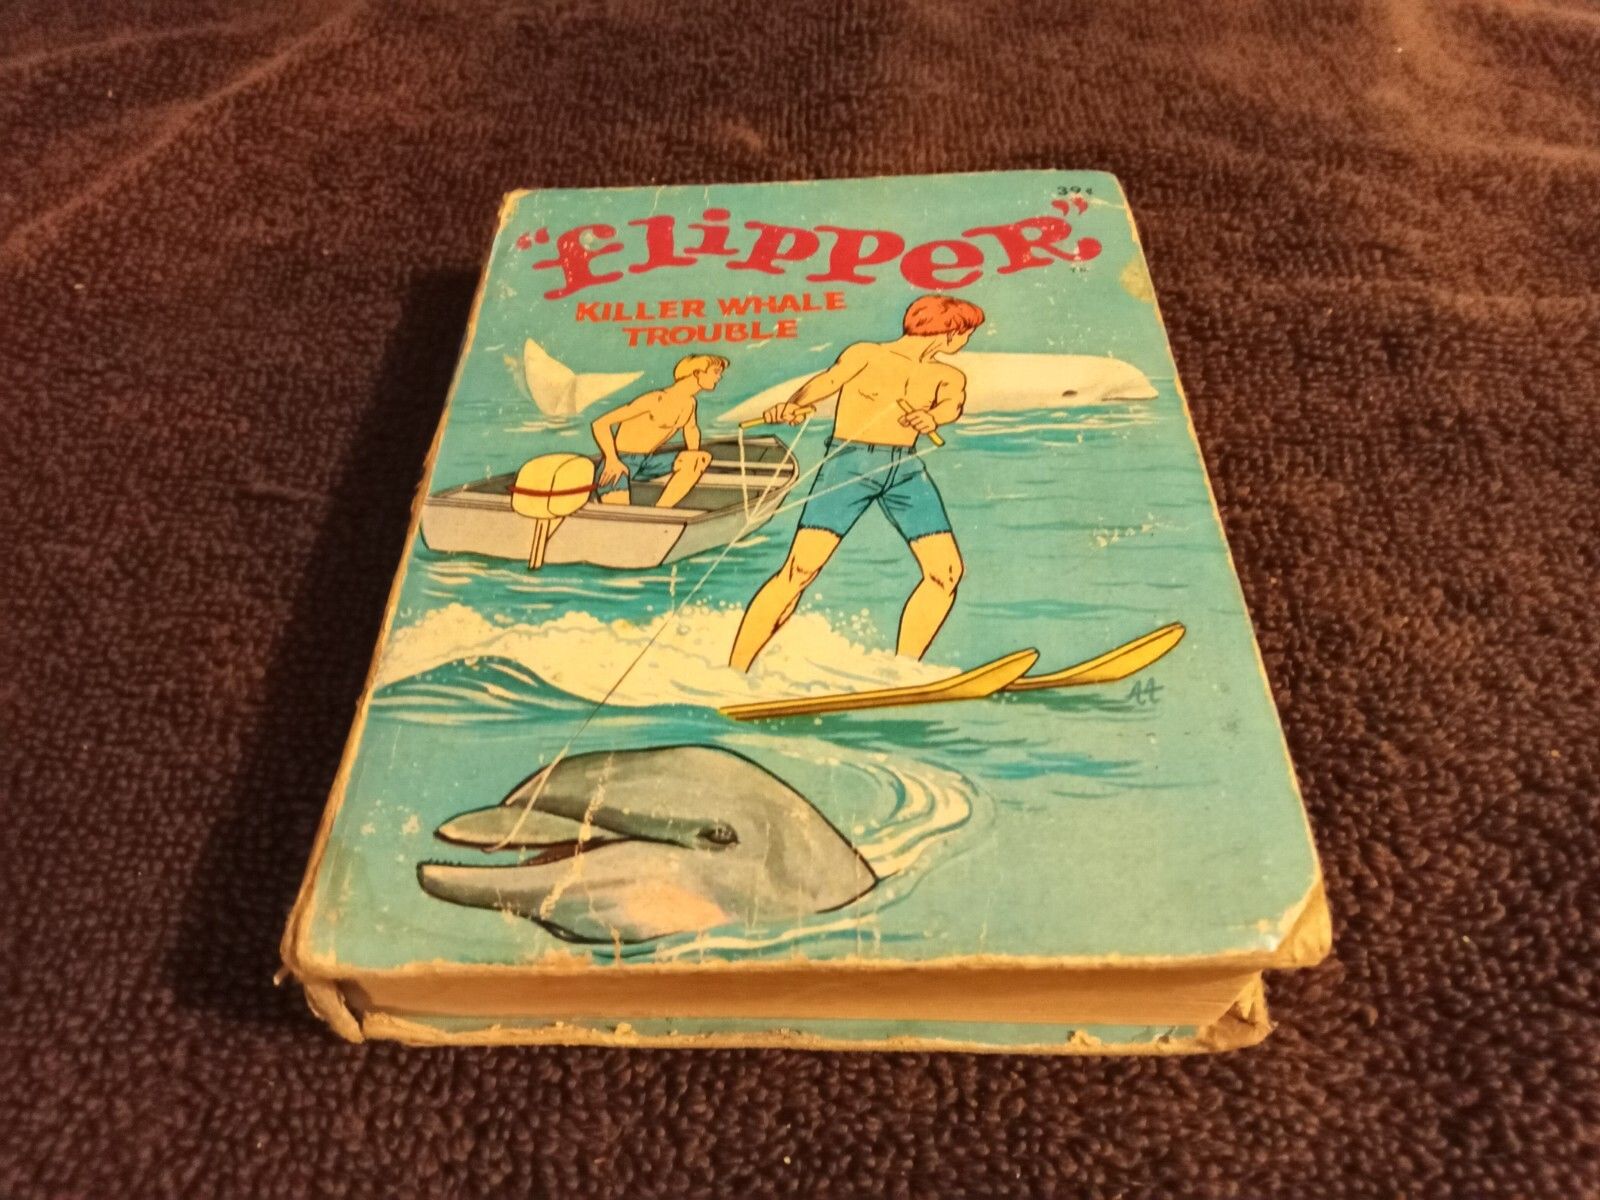 39¢
"flippeR"
KILLER WHALE
TROUBLE
AA